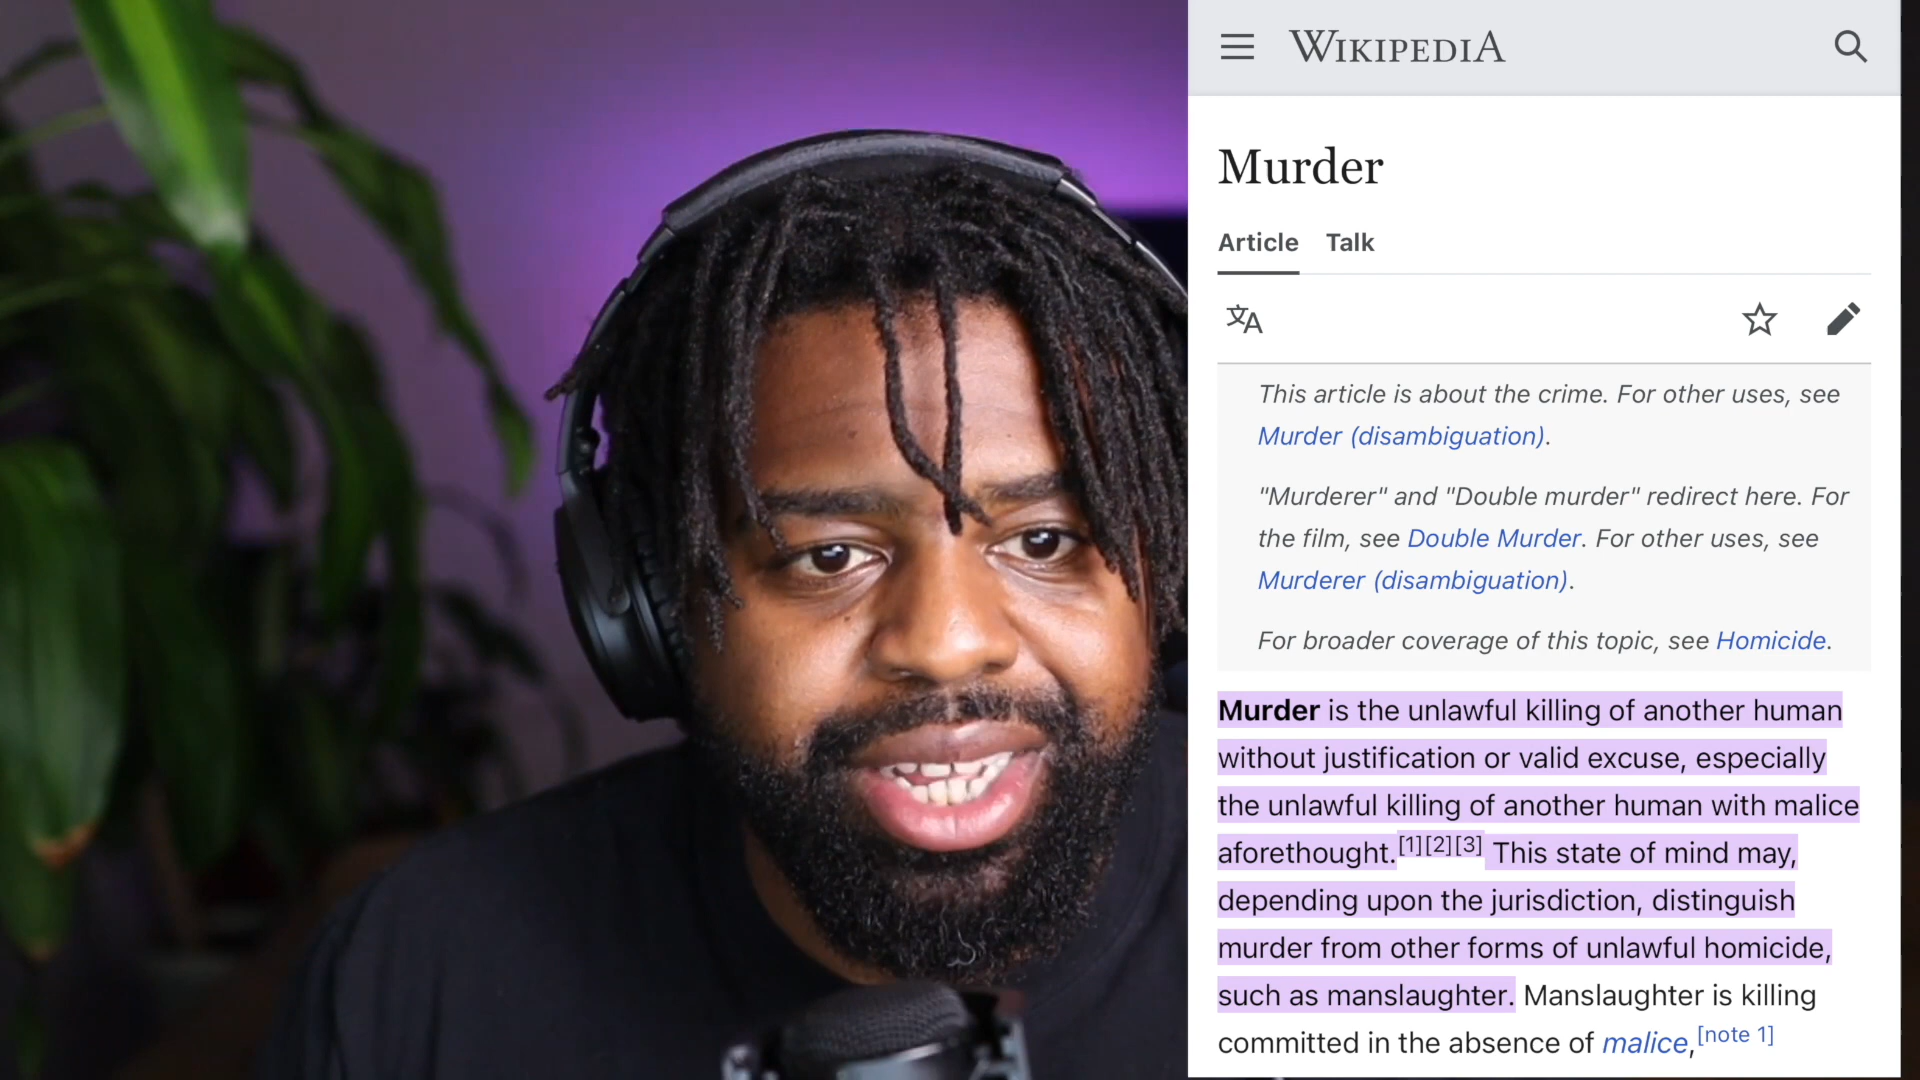 WIKIPEDIA
Murder
Article Talk
文A
This article is about the crime. For other uses, see
Murder (disambiguation).
"Murderer" and "Double murder" redirect here. For
the film, see Double Murder. For other uses, see
Murderer (disambiguation).
For broader coverage of this topic, see Homicide.
Murder is the unlawful killing of another human
without justification or valid excuse, especially
the unlawful killing of another human with malice
aforethought.[1][2][3] This state of mind may,
depending upon the jurisdiction, distinguish
murder from other forms of unlawful homicide,
such as manslaughter. Manslaughter is killing
committed in the absence of malice,[note 1]